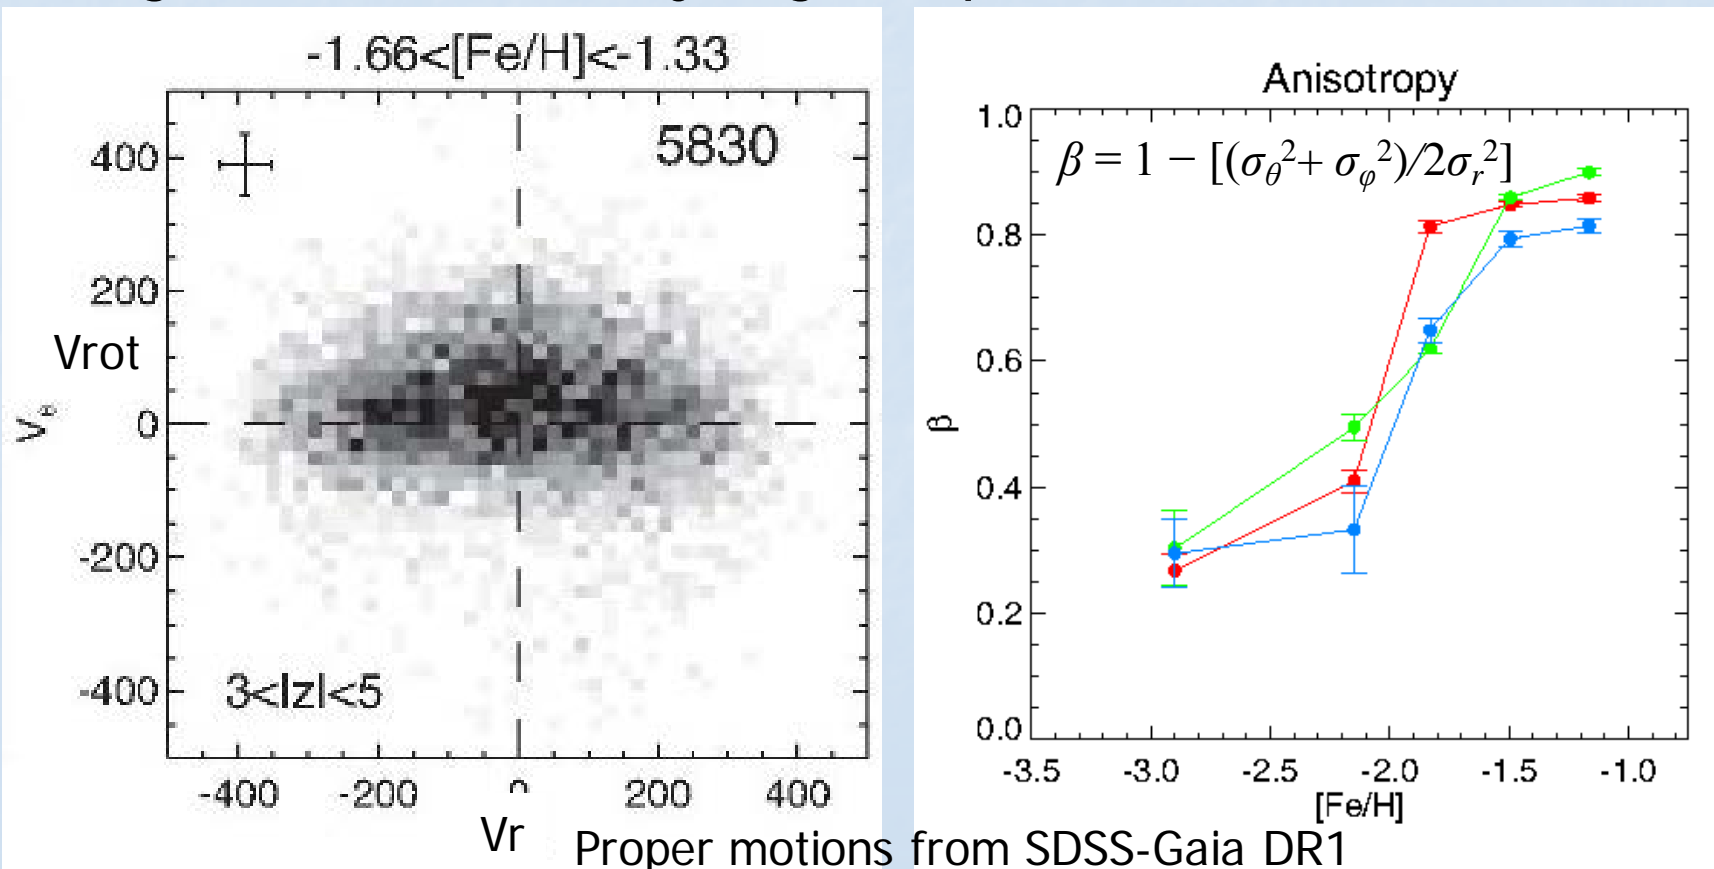 -1.66<[Fe/H]<-1.33
5830
400
200
0
-200
-400
Vrot
3<|z|<5
-400
-200
200
400
Vr
Anisotropy
β = 1 − [(σθ²+ σφ²)/2σr²]
1.0
0.8
0.6
0.4
0.2
0.0
β
-3.5
-3.0
-2.5
-2.0
-1.5
-1.0
[Fe/H]
Proper motions from SDSS-Gaia DR1